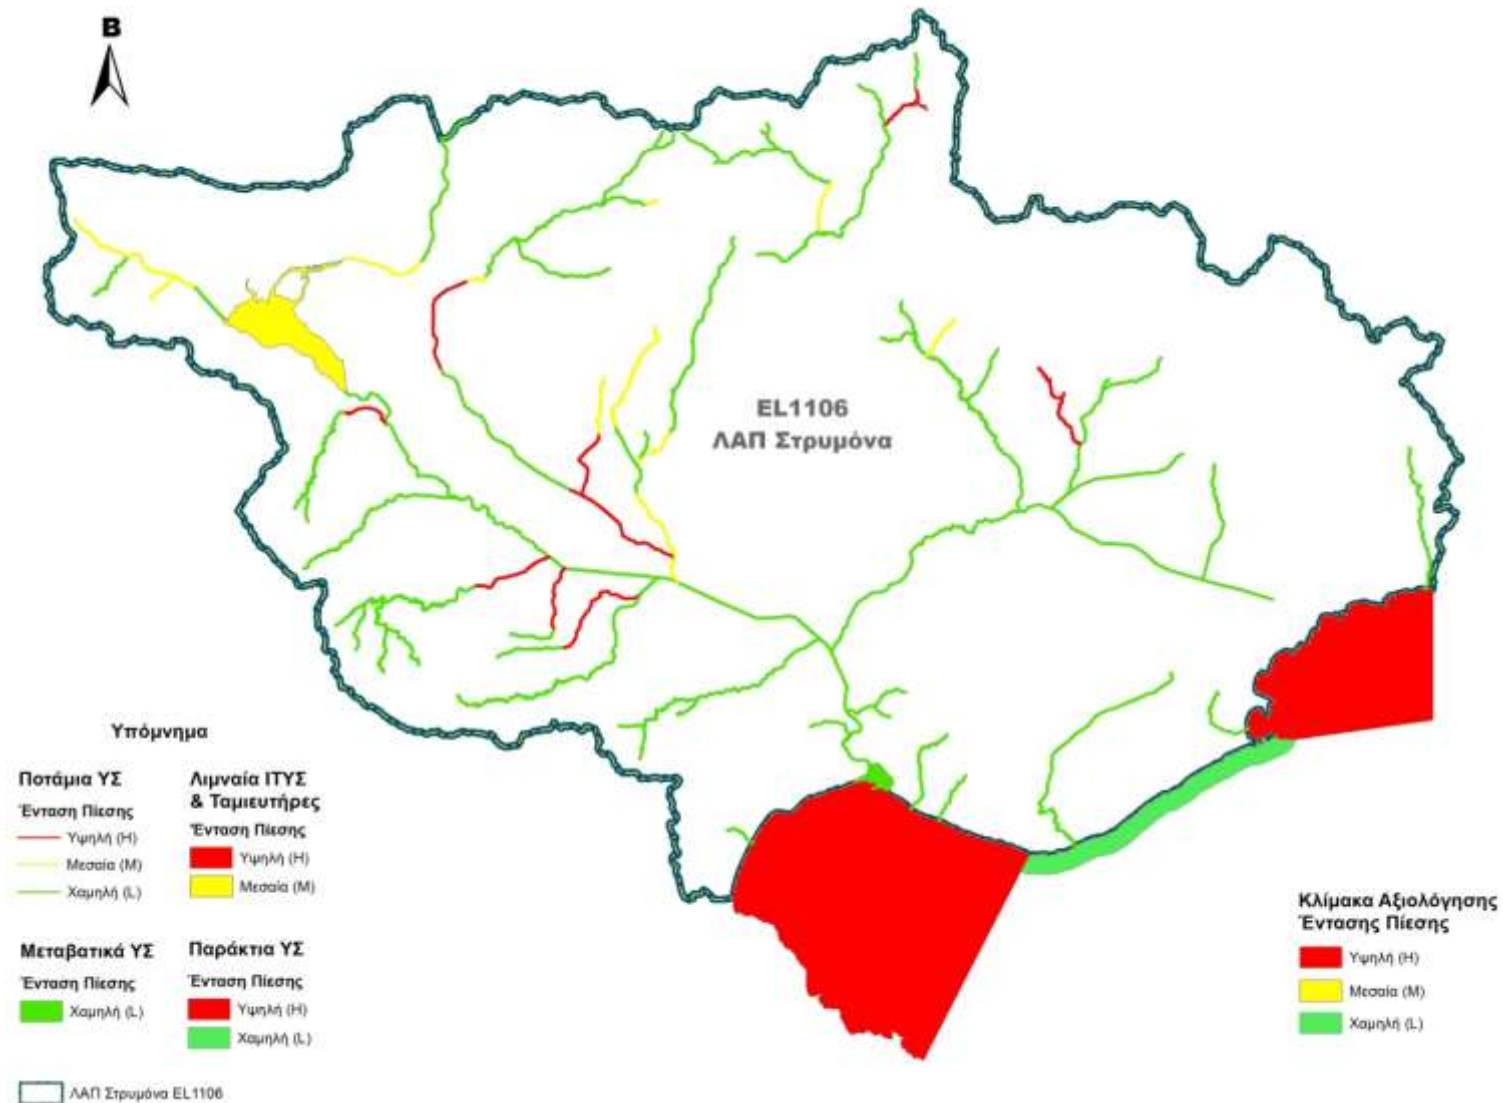 Β
EL1106
ΛΑΠ Στρυμόνα
Υπόμνημα
Ποτάμια ΥΣ
Ένταση Πίεσης
Υψηλή (H)
Μεσαία (M)
Χαμηλή (L)
Λιμναία ΙΤΥΣ
& Ταμιευτήρες
Ένταση Πίεσης
Υψηλή (H)
Μεσαία (M)
Μεταβατικά ΥΣ
Ένταση Πίεσης
Χαμηλή (L)
Παράκτια ΥΣ
Ένταση Πίεσης
Υψηλή (H)
Χαμηλή (L)
ΛΑΠ Στρυμόνα EL1106
Κλίμακα Αξιολόγησης
Έντασης Πίεσης
Υψηλή (H)
Μεσαία (M)
Χαμηλή (L)